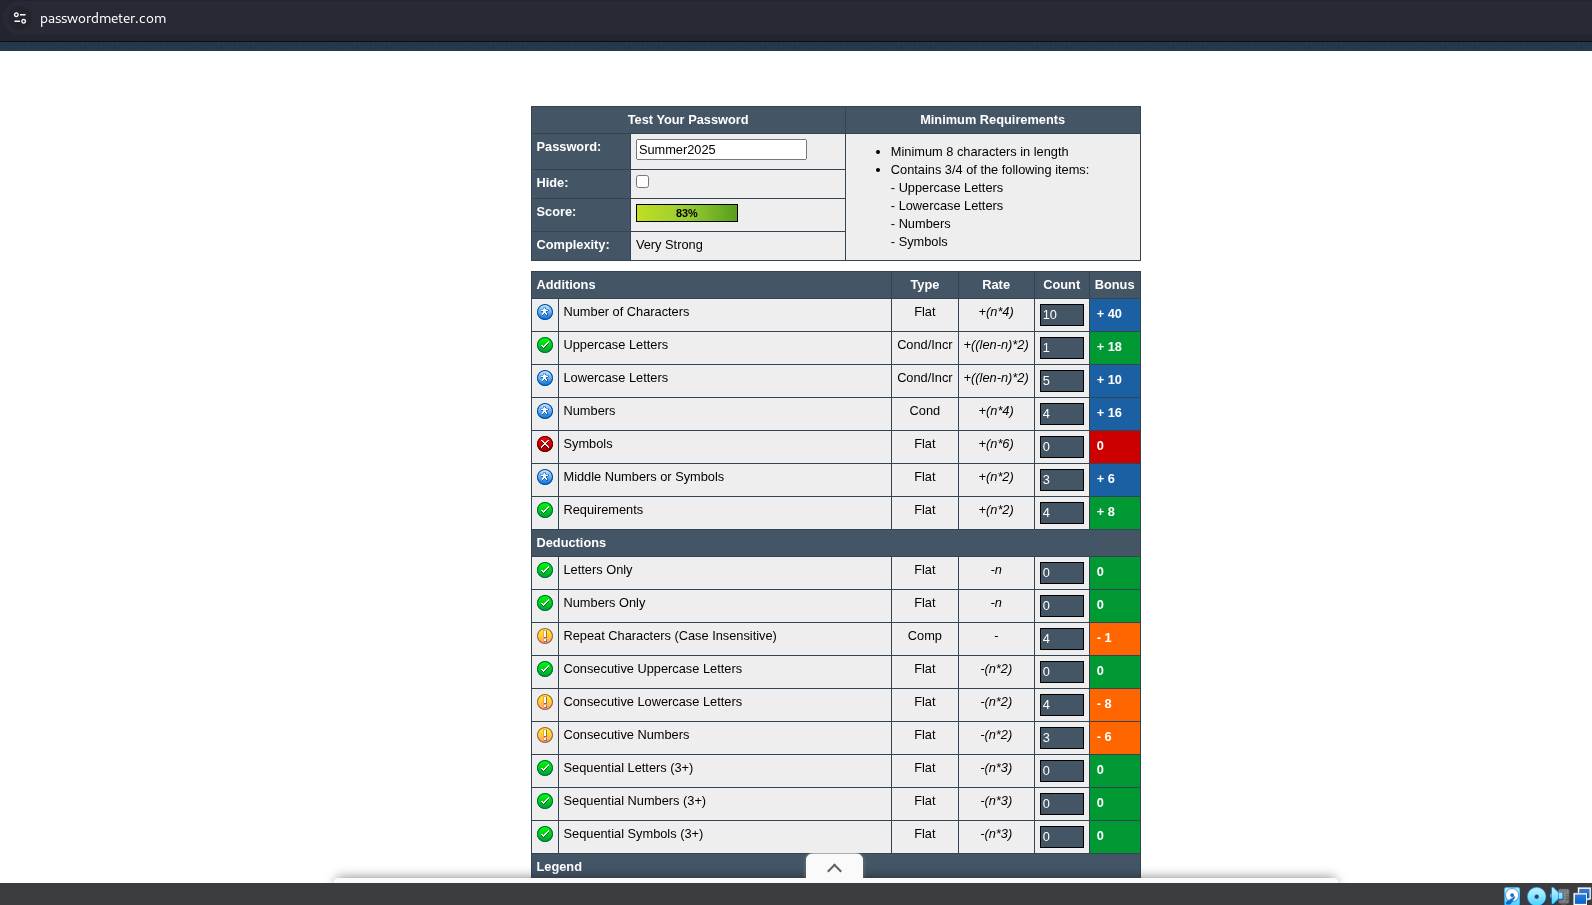 passwordmeter.com
Test Your Password Minimum Requirements
Password: Summer2025
Hide:
Score: 83%
Complexity: Very Strong
• Minimum 8 characters in length
• Contains 3/4 of the following items:
- Uppercase Letters
- Lowercase Letters
- Numbers
- Symbols
Additions Type Rate Count Bonus
Number of Characters Flat +(n*4) 10 + 40
Uppercase Letters Cond/Incr +((len-n)*2) 1 + 18
Lowercase Letters Cond/Incr +((len-n)*2) 5 + 10
Numbers Cond +(n*4) 4 + 16
Symbols Flat +(n*6) 0 0
Middle Numbers or Symbols Flat +(n*2) 3 + 6
Requirements Flat +(n*2) 4 + 8
Deductions
Letters Only Flat -n 0 0
Numbers Only Flat -n 0 0
Repeat Characters (Case Insensitive) Comp - 4 - 1
Consecutive Uppercase Letters Flat -(n*2) 0 0
Consecutive Lowercase Letters Flat -(n*2) 4 - 8
Consecutive Numbers Flat -(n*2) 3 - 6
Sequential Letters (3+) Flat -(n*3) 0 0
Sequential Numbers (3+) Flat -(n*3) 0 0
Sequential Symbols (3+) Flat -(n*3) 0 0
Legend